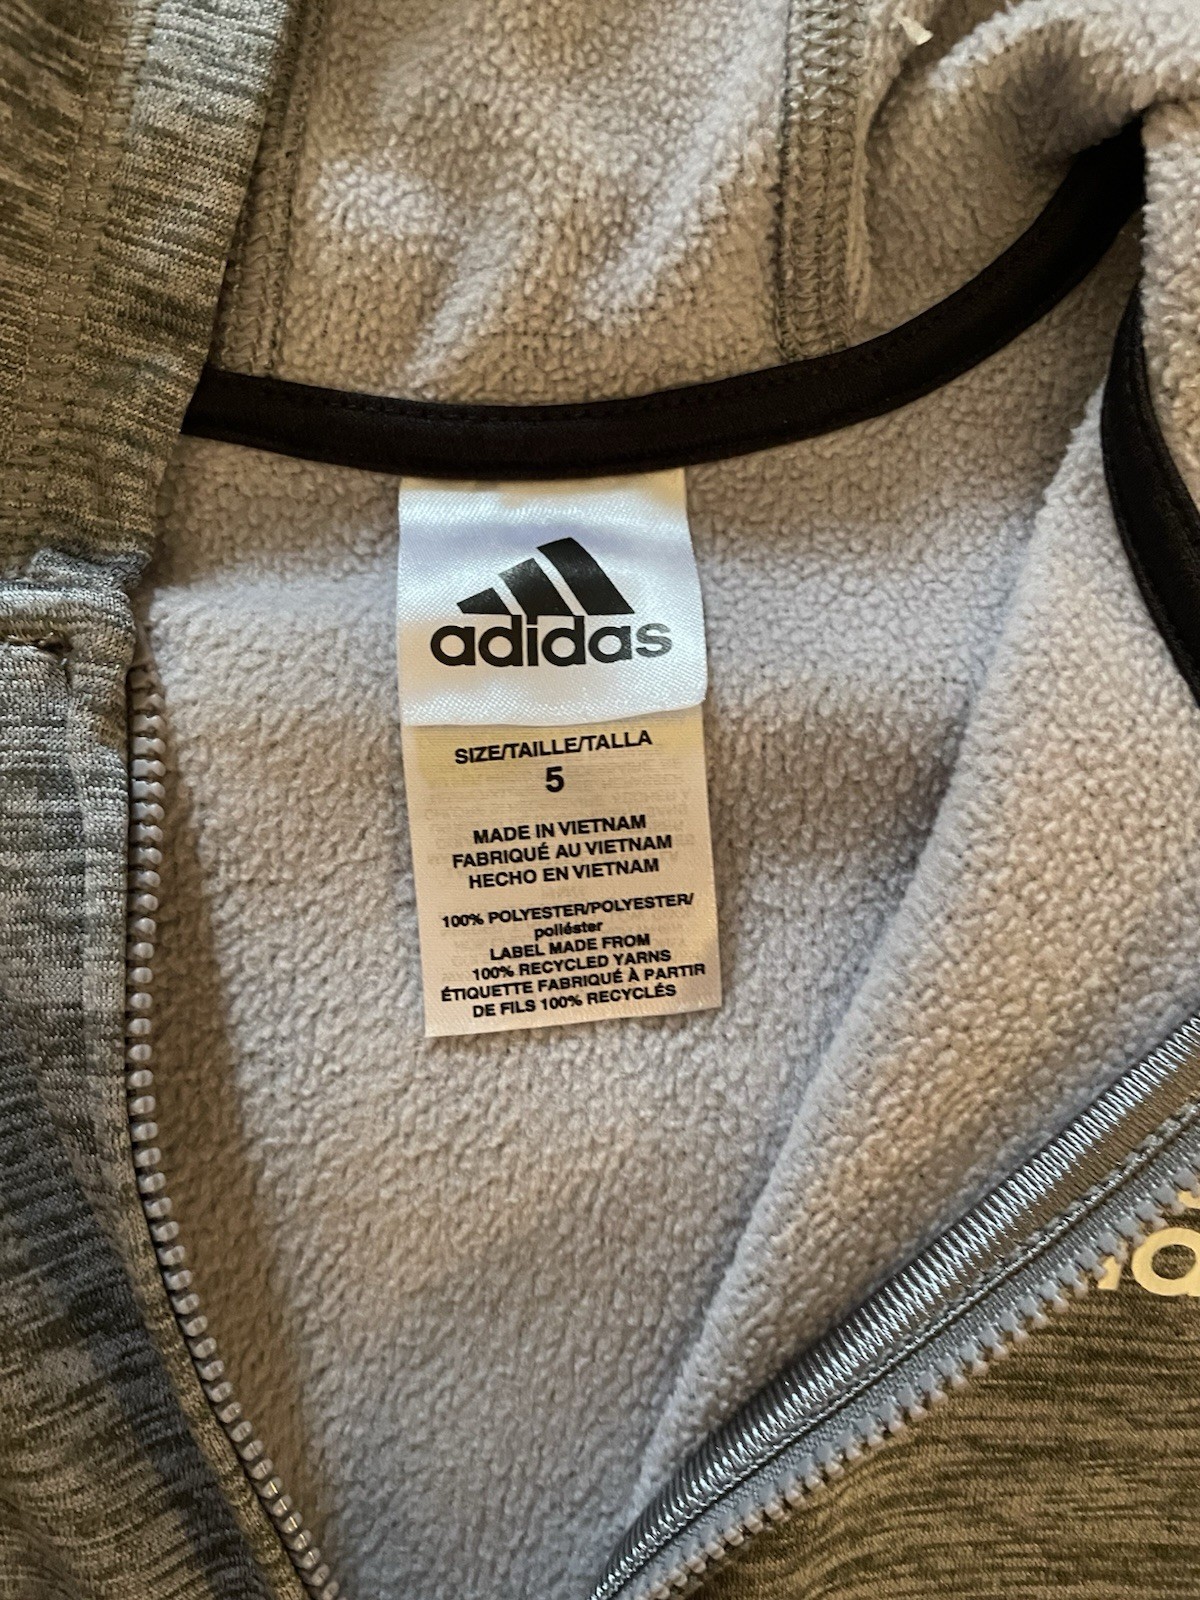 adidas
SIZE/TAILLE/TALLA
5
MADE IN VIETNAM
FABRIQUÉ AU VIETNAM
HECHO EN VIETNAM
100% POLYESTER/POLYESTER/
poliéster
LABEL MADE FROM
100% RECYCLED YARNS
ÉTIQUETTE FABRIQUÉ À PARTIR
DE FILS 100% RECYCLÉS